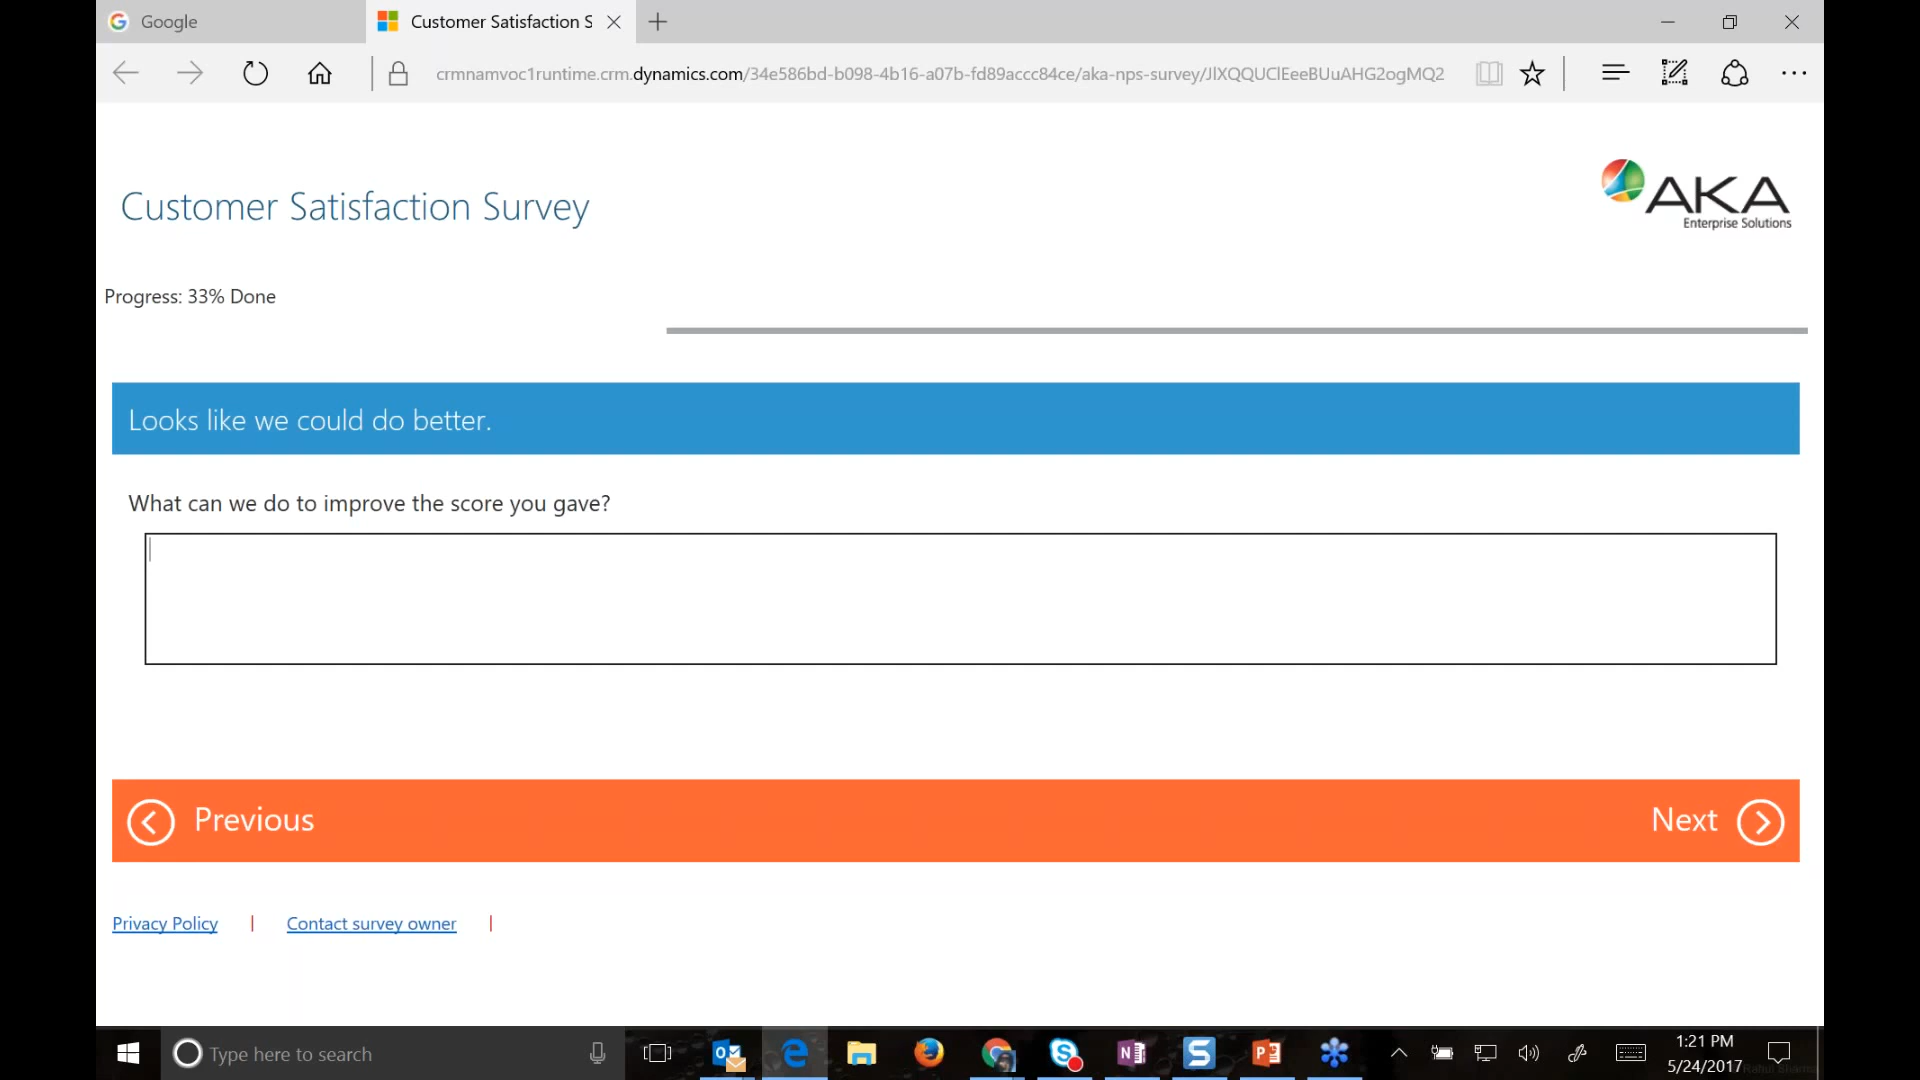 Google
Customer Satisfaction S
crmnamvoc1runtime.crm.dynamics.com/34e586bd-b098-4b16-a07b-fd89accc84ce/aka-nps-survey/JlXQQUClEeeBUuAHG2ogMQ2
Customer Satisfaction Survey
AKA
Enterprise Solutions
Progress: 33% Done
Looks like we could do better.
What can we do to improve the score you gave?
Previous
Next
Privacy Policy | Contact survey owner |
Type here to search
1:21 PM
5/24/2017
Rahul Sharma